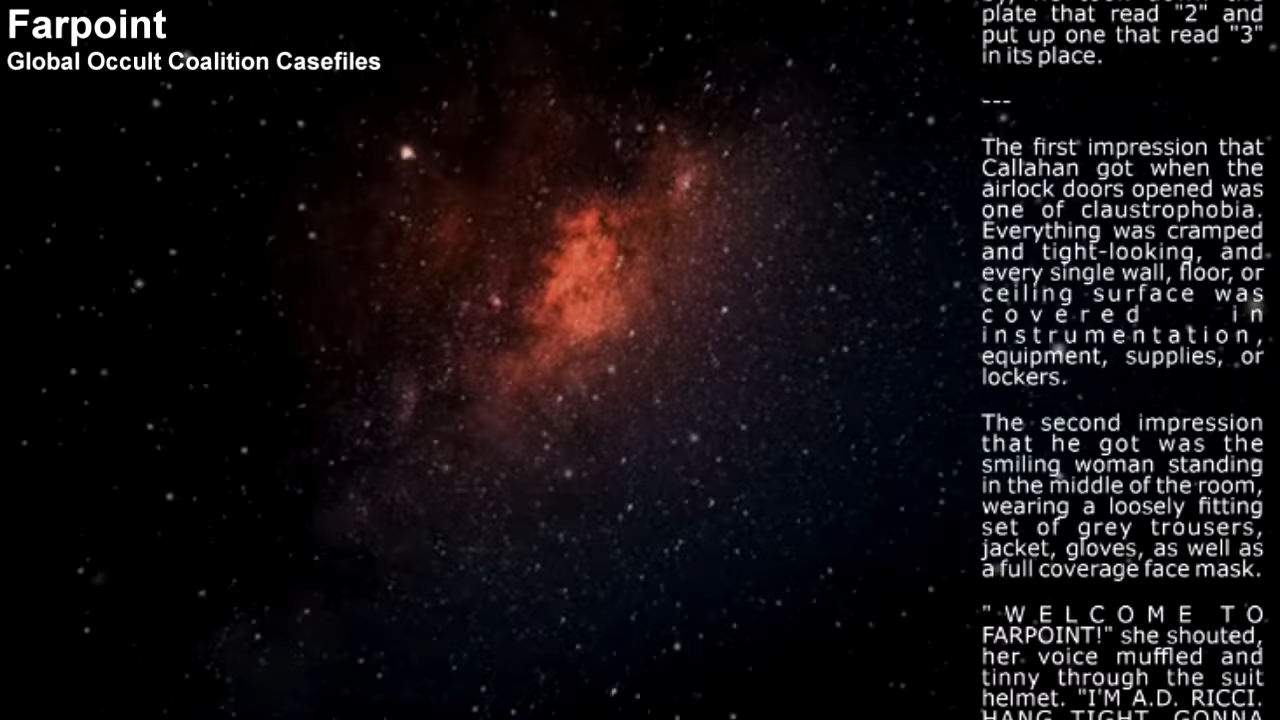 Farpoint
Global Occult Coalition Casefiles
plate that read "2" and
put up one that read "3"
in its place.
---
The first impression that
Callahan got when the
airlock doors opened was
one of claustrophobia.
Everything was cramped
and tight-looking, and
every single wall, floor, or
ceiling surface was
covered in
instrumentation,
equipment, supplies, or
lockers.
The second impression
that he got was the
smiling woman standing
in the middle of the room,
wearing a loosely fitting
set of grey trousers,
jacket, gloves, as well as
a full coverage face mask.
"WELCOME TO
FARPOINT!" she shouted,
her voice muffled and
tinny through the suit
helmet. "I'M A.D. RICCI.
HANG TIGHT, GONNA